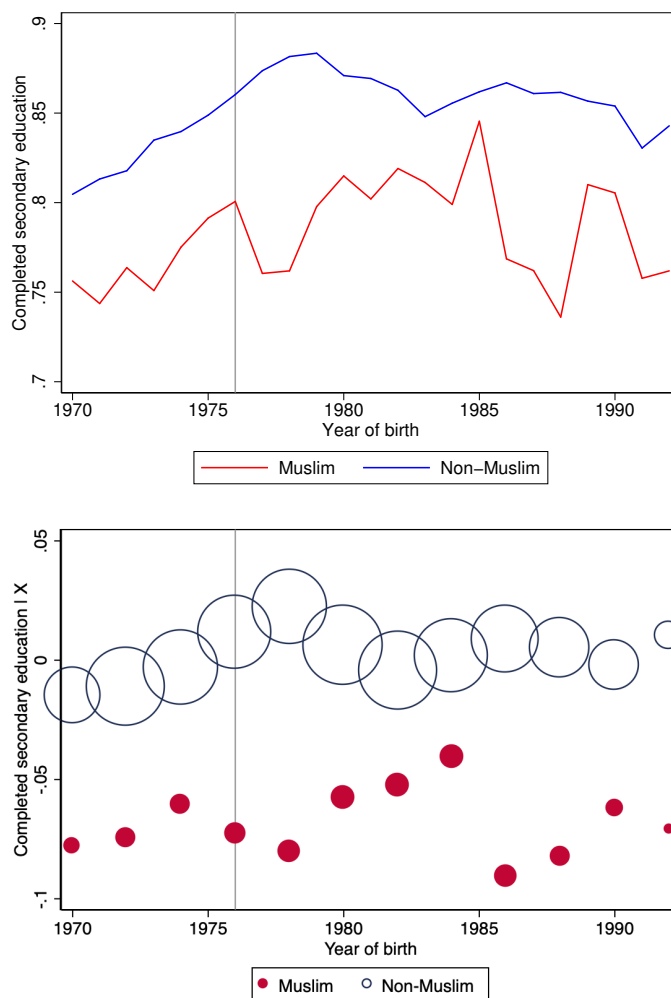 .9
.85
.8
.75
.7
Completed secondary education
1970 1975 1980 1985 1990
Year of birth
Muslim Non−Muslim
.05
0
-.05
-.1
Completed secondary education | X
1970 1975 1980 1985 1990
Year of birth
Muslim Non-Muslim